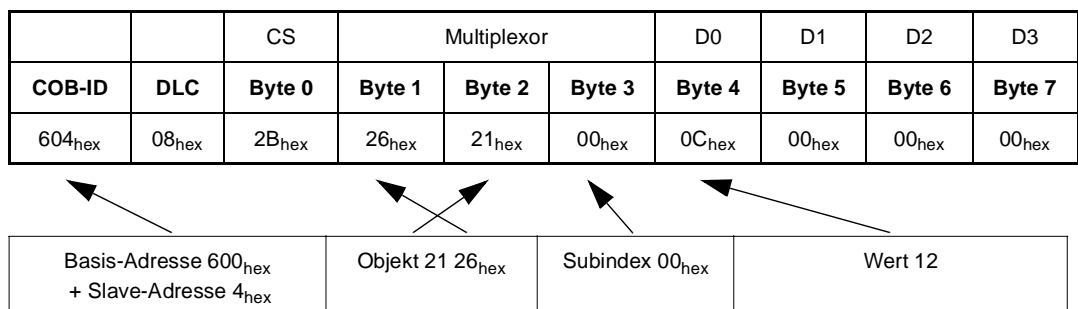 CS Multiplexor D0 D1 D2 D3
COB-ID DLC Byte 0 Byte 1 Byte 2 Byte 3 Byte 4 Byte 5 Byte 6 Byte 7
604hex 08hex 2Bhex 26hex 21hex 00hex 0Chex 00hex 00hex 00hex
Basis-Adresse 600hex Objekt 21 26hex Subindex 00hex Wert 12
+ Slave-Adresse 4hex